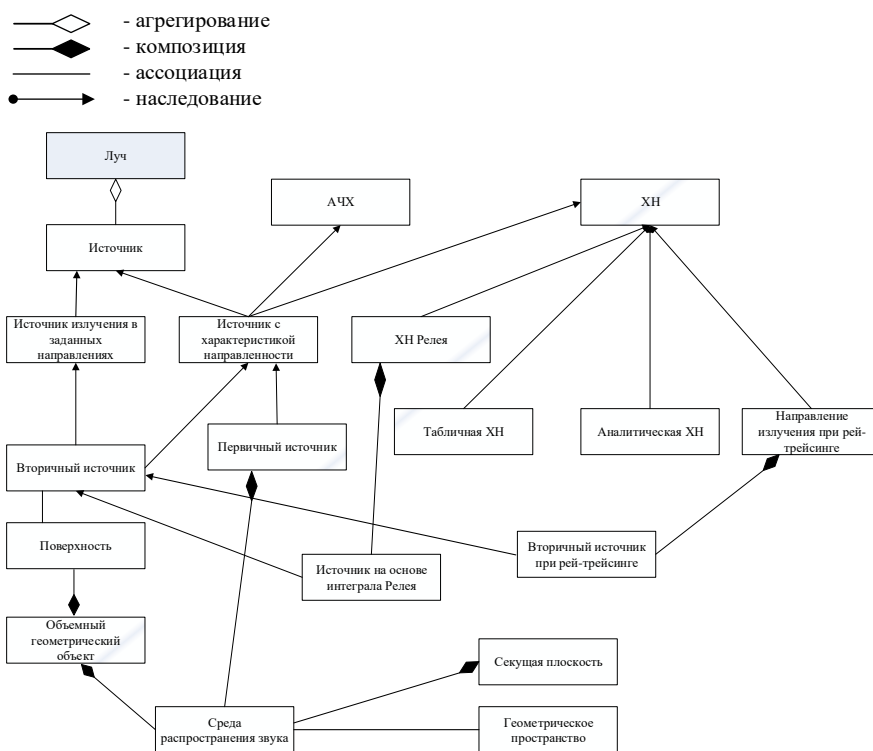 - агрегирование
- композиция
- ассоциация
- наследование
Луч
АЧХ
ХН
Источник
Источник излучения в
заданных
направлениях
Источник с
характеристикой
направленности
ХН Релея
Табличная ХН
Аналитическая ХН
Направление
излучения при рей-
трейсинге
Первичный источник
Вторичный источник
Поверхность
Источник на основе
интеграла Релея
Вторичный источник
при рей-трейсинге
Объемный
геометрический
объект
Секущая плоскость
Среда
распространения звука
Геометрическое
пространство